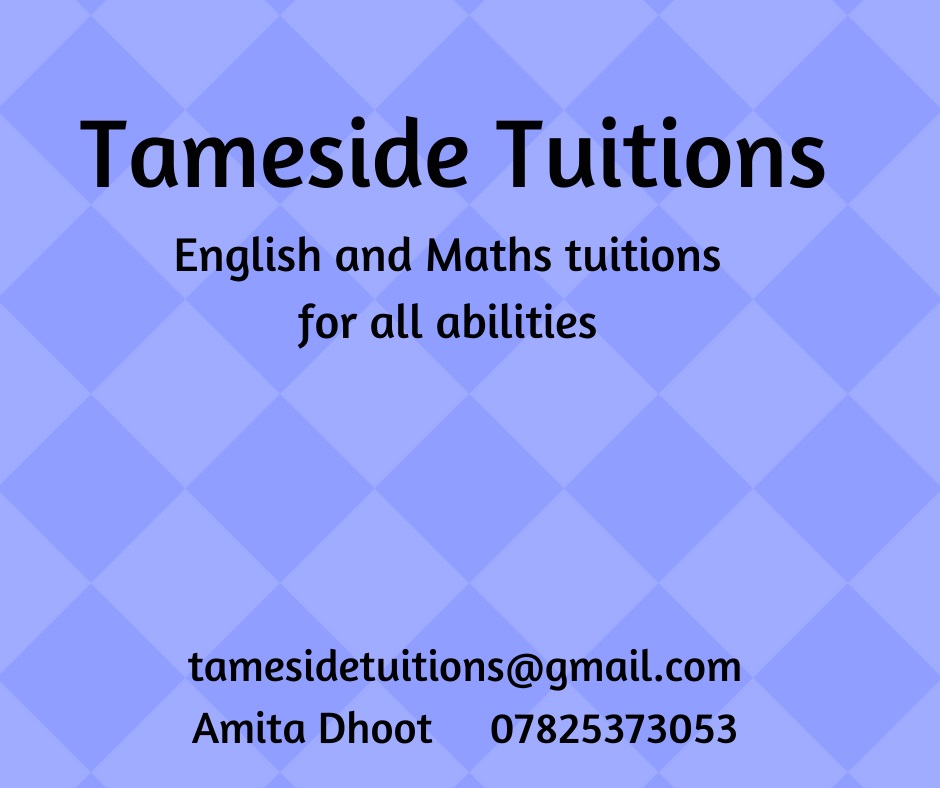 Tameside Tuitions
English and Maths tuitions
for all abilities
tamesidetuitions@gmail.com
Amita Dhoot 07825373053